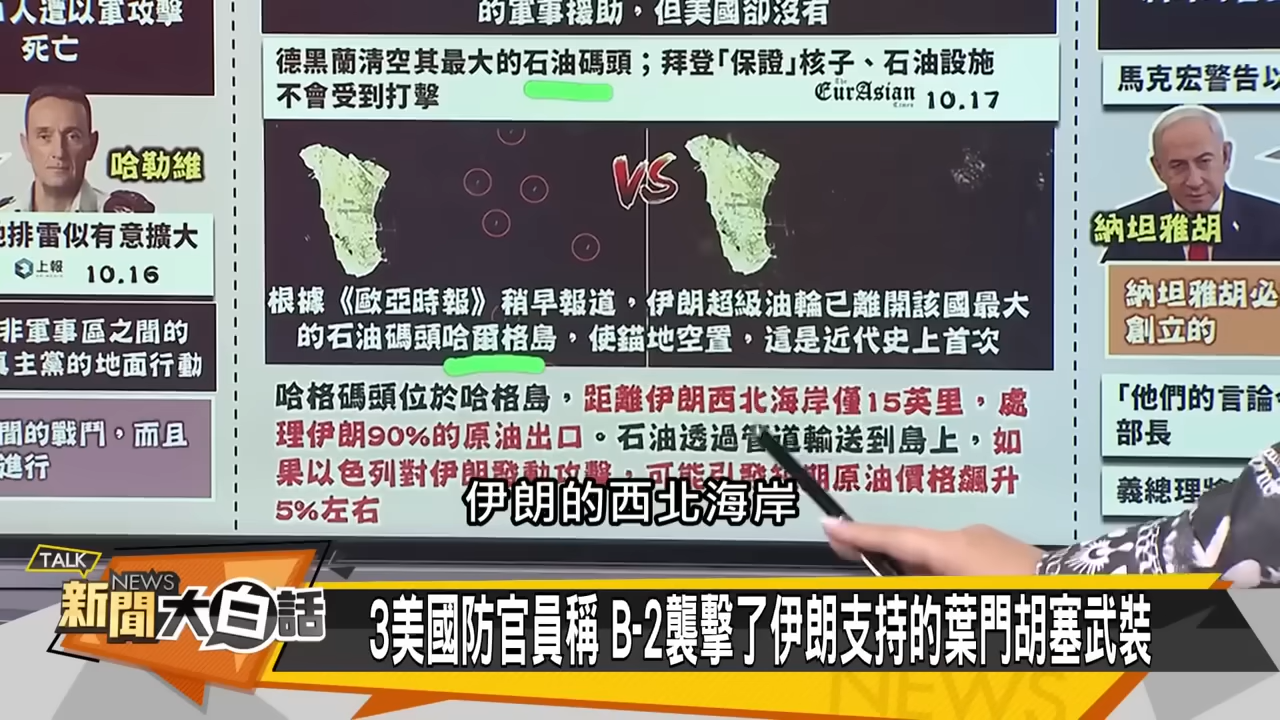 人遭以軍攻擊
死亡
哈勒維
排雷似有意擴大
上報 10.16
非軍事區之間的
真主黨的地面行動
間的戰鬥，而且
進行
的軍事援助，但美國卻沒有
德黑蘭清空其最大的石油碼頭；拜登「保證」核子、石油設施
不會受到打擊
The EurAsian Times 10.17
VS
根據《歐亞時報》稍早報道，伊朗超級油輪已離開該國最大
的石油碼頭哈爾格島，使錨地空置，這是近代史上首次
哈格碼頭位於哈格島，距離伊朗西北海岸僅15英里，處
理伊朗90%的原油出口。石油透過管道輸送到島上，如
果以色列對伊朗發動攻擊，可能引發短期原油價格飆升
5%左右
馬克宏警告以
納坦雅胡
納坦雅胡必
創立的
「他們的言論
部長
義總理
伊朗的西北海岸
TALK
NEWS
新聞大白話
3美國防官員稱 B-2襲擊了伊朗支持的葉門胡塞武裝
NEWS